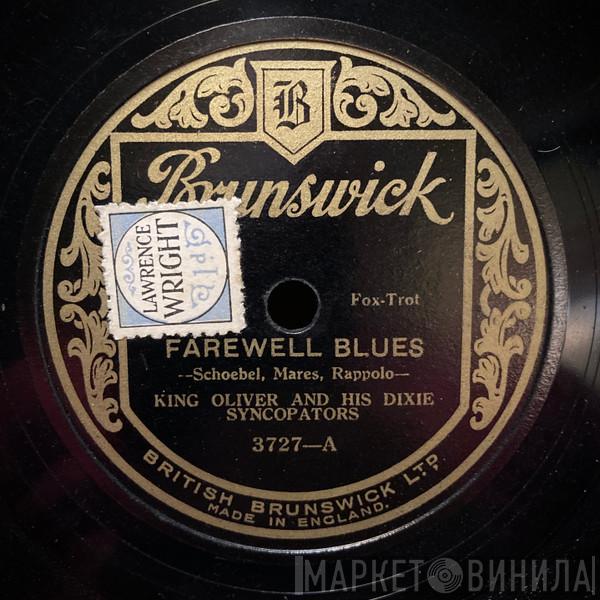 B
Brunswick
LAWRENCE
WRIGHT
1d
Fox-Trot
FAREWELL BLUES
--Schoebel, Mares, Rappolo—
KING OLIVER AND HIS DIXIE
SYNCOPATORS
3727—A
BRITISH BRUNSWICK LTD.
MADE IN ENGLAND.
МАРКЕТ ВИНИЛА